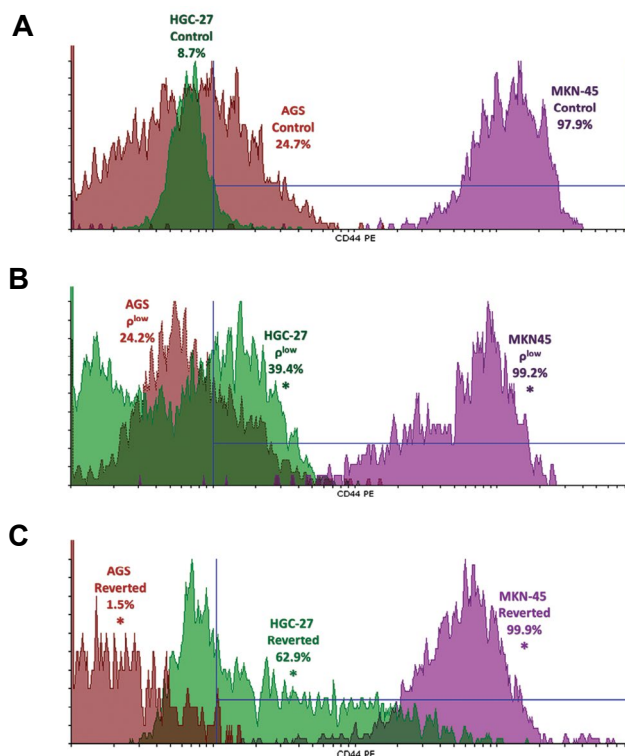 A
HGC-27
Control
8.7%
AGS
Control
24.7%
MKN-45
Control
97.9%
CD44 PE
B
AGS
ρlow
24.2%
HGC-27
ρlow
39.4%
*
MKN45
ρlow
99.2%
*
CD44 PE
C
AGS
Reverted
1.5%
*
HGC-27
Reverted
62.9%
*
MKN-45
Reverted
99.9%
*
CD44 PE